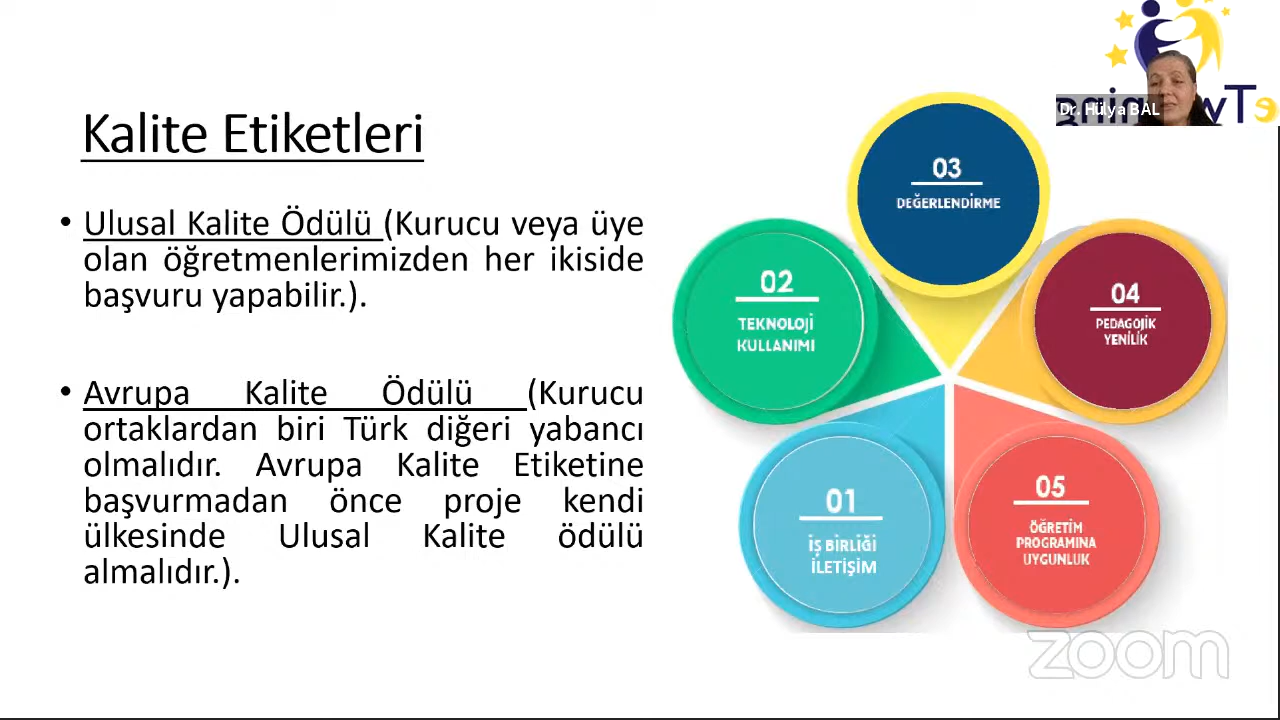 Kalite Etiketleri
• Ulusal Kalite Ödülü (Kurucu veya üye
olan öğretmenlerimizden her ikiside
başvuru yapabilir.).
• Avrupa Kalite Ödülü (Kurucu
ortaklardan biri Türk diğeri yabancı
olmalıdır. Avrupa Kalite Etiketine
başvurmadan önce proje kendi
ülkesinde Ulusal Kalite ödülü
almalıdır.).
03
DEĞERLENDİRME
02
TEKNOLOJİ
KULLANIMI
04
PEDAGOJİK
YENİLİK
01
İŞ BİRLİĞİ
İLETİŞİM
05
ÖĞRETİM
PROGRAMINA
UYGUNLUK
Dr. Hülya BAL
zoom